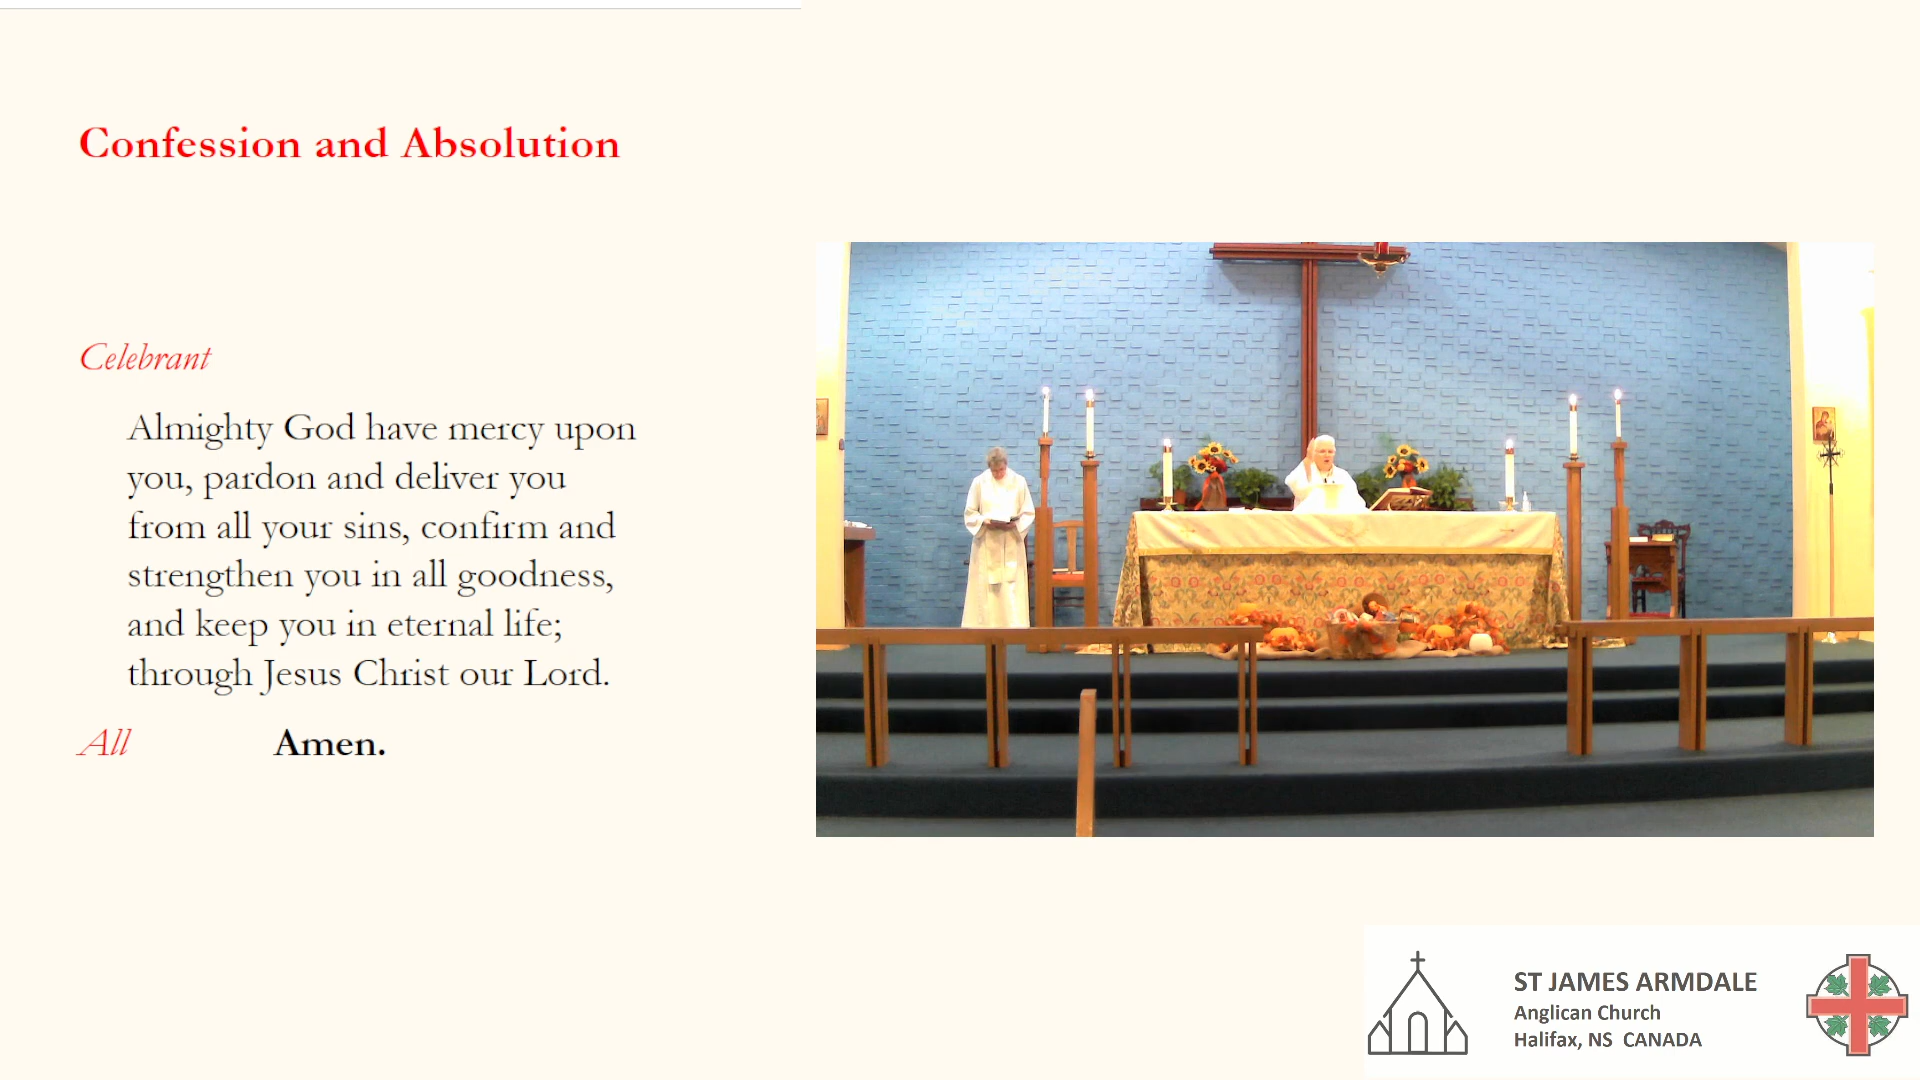 Confession and Absolution
Celebrant
Almighty God have mercy upon
you, pardon and deliver you
from all your sins, confirm and
strengthen you in all goodness,
and keep you in eternal life;
through Jesus Christ our Lord.
All Amen.
ST JAMES ARMDALE
Anglican Church
Halifax, NS CANADA